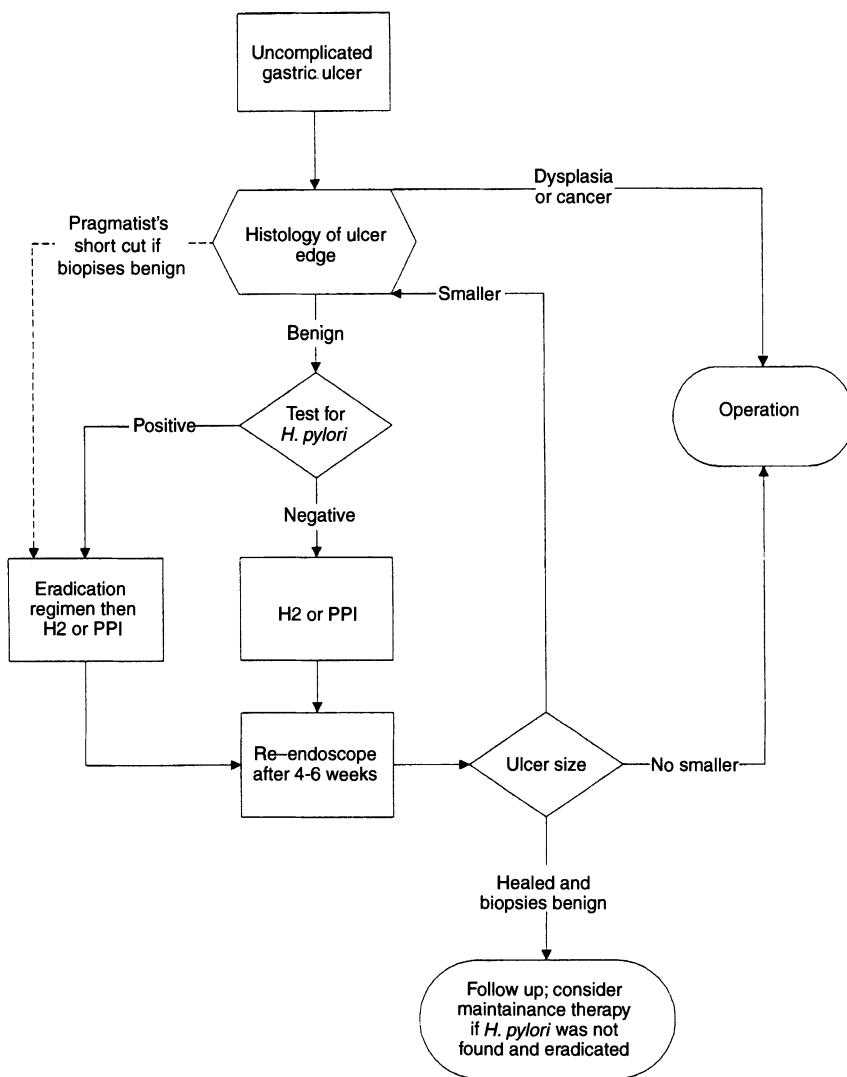 Uncomplicated
gastric ulcer
Dysplasia
or cancer
Pragmatist's
short cut if
biopises benign
Histology of ulcer
edge
Smaller
Benign
Operation
Test for
H. pylori
Positive
Negative
Eradication
regimen then
H2 or PPI
H2 or PPI
Re–endoscope
after 4-6 weeks
Ulcer size
No smaller
Healed and
biopsies benign
Follow up; consider
maintainance therapy
if H. pylori was not
found and eradicated